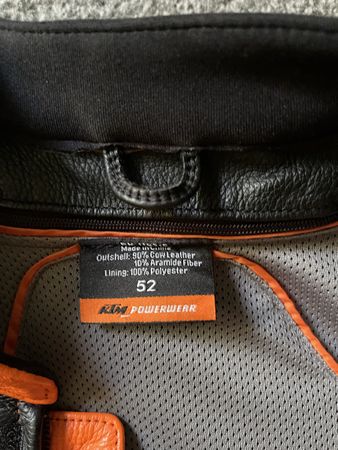 Made in China
Outshell: 90% Cow Leather
10% Aramide Fiber
Lining: 100% Polyester
52
KTM POWERWEAR